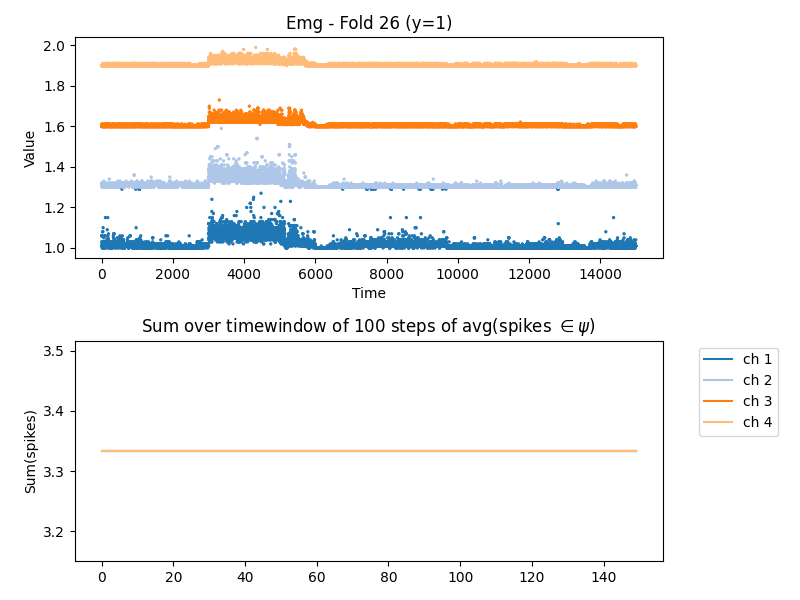 Emg - Fold 26 (y=1)
2.0
1.8
1.6
1.4
1.2
1.0
Value
0 2000 4000 6000 8000 10000 12000 14000
Time
Sum over timewindow of 100 steps of avg(spikes ∈ ψ)
3.5
3.4
3.3
3.2
Sum(spikes)
0 20 40 60 80 100 120 140
ch 1
ch 2
ch 3
ch 4